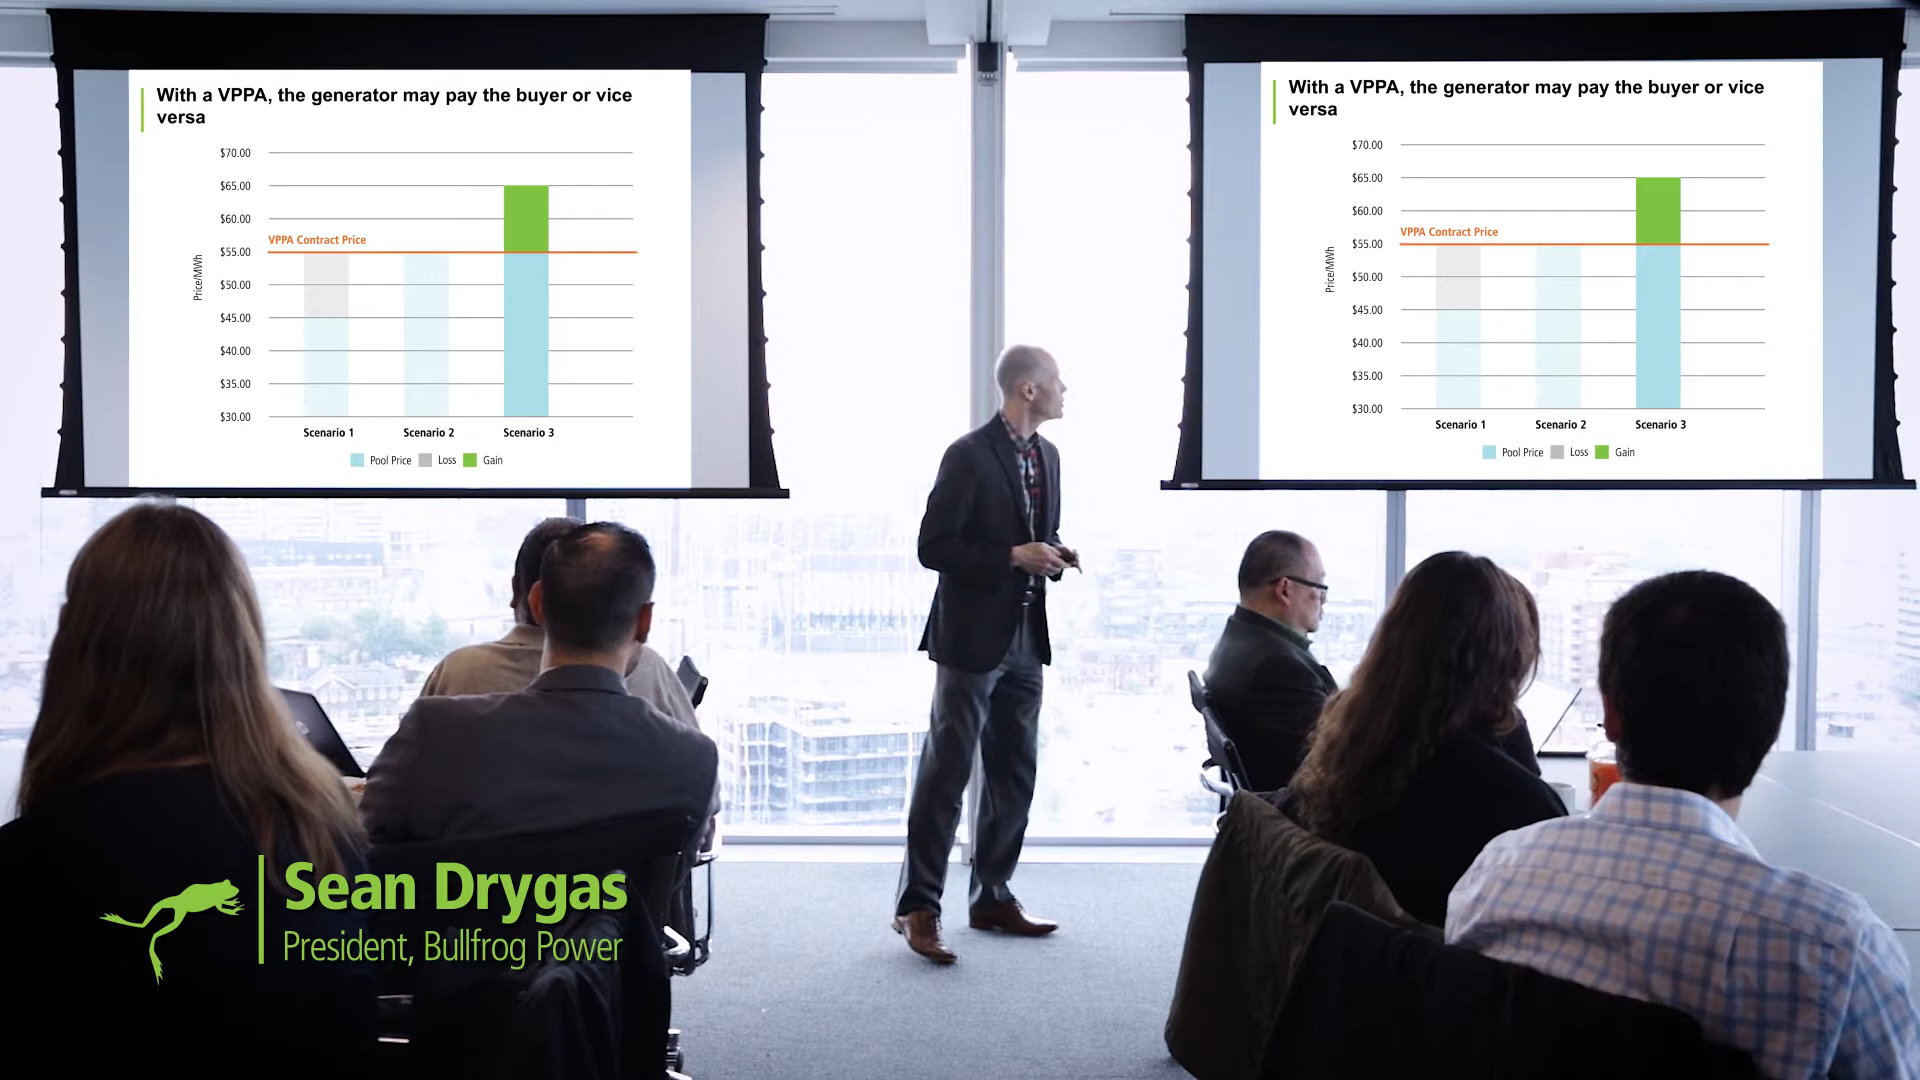 With a VPPA, the generator may pay the buyer or vice
versa
$70.00
$65.00
$60.00
VPPA Contract Price
$55.00
$50.00
$45.00
$40.00
$35.00
$30.00
Price/MWh
Scenario 1 Scenario 2 Scenario 3
Pool Price Loss Gain
With a VPPA, the generator may pay the buyer or vice
versa
$70.00
$65.00
$60.00
VPPA Contract Price
$55.00
$50.00
$45.00
$40.00
$35.00
$30.00
Price/MWh
Scenario 1 Scenario 2 Scenario 3
Pool Price Loss Gain
Sean Drygas
President, Bullfrog Power